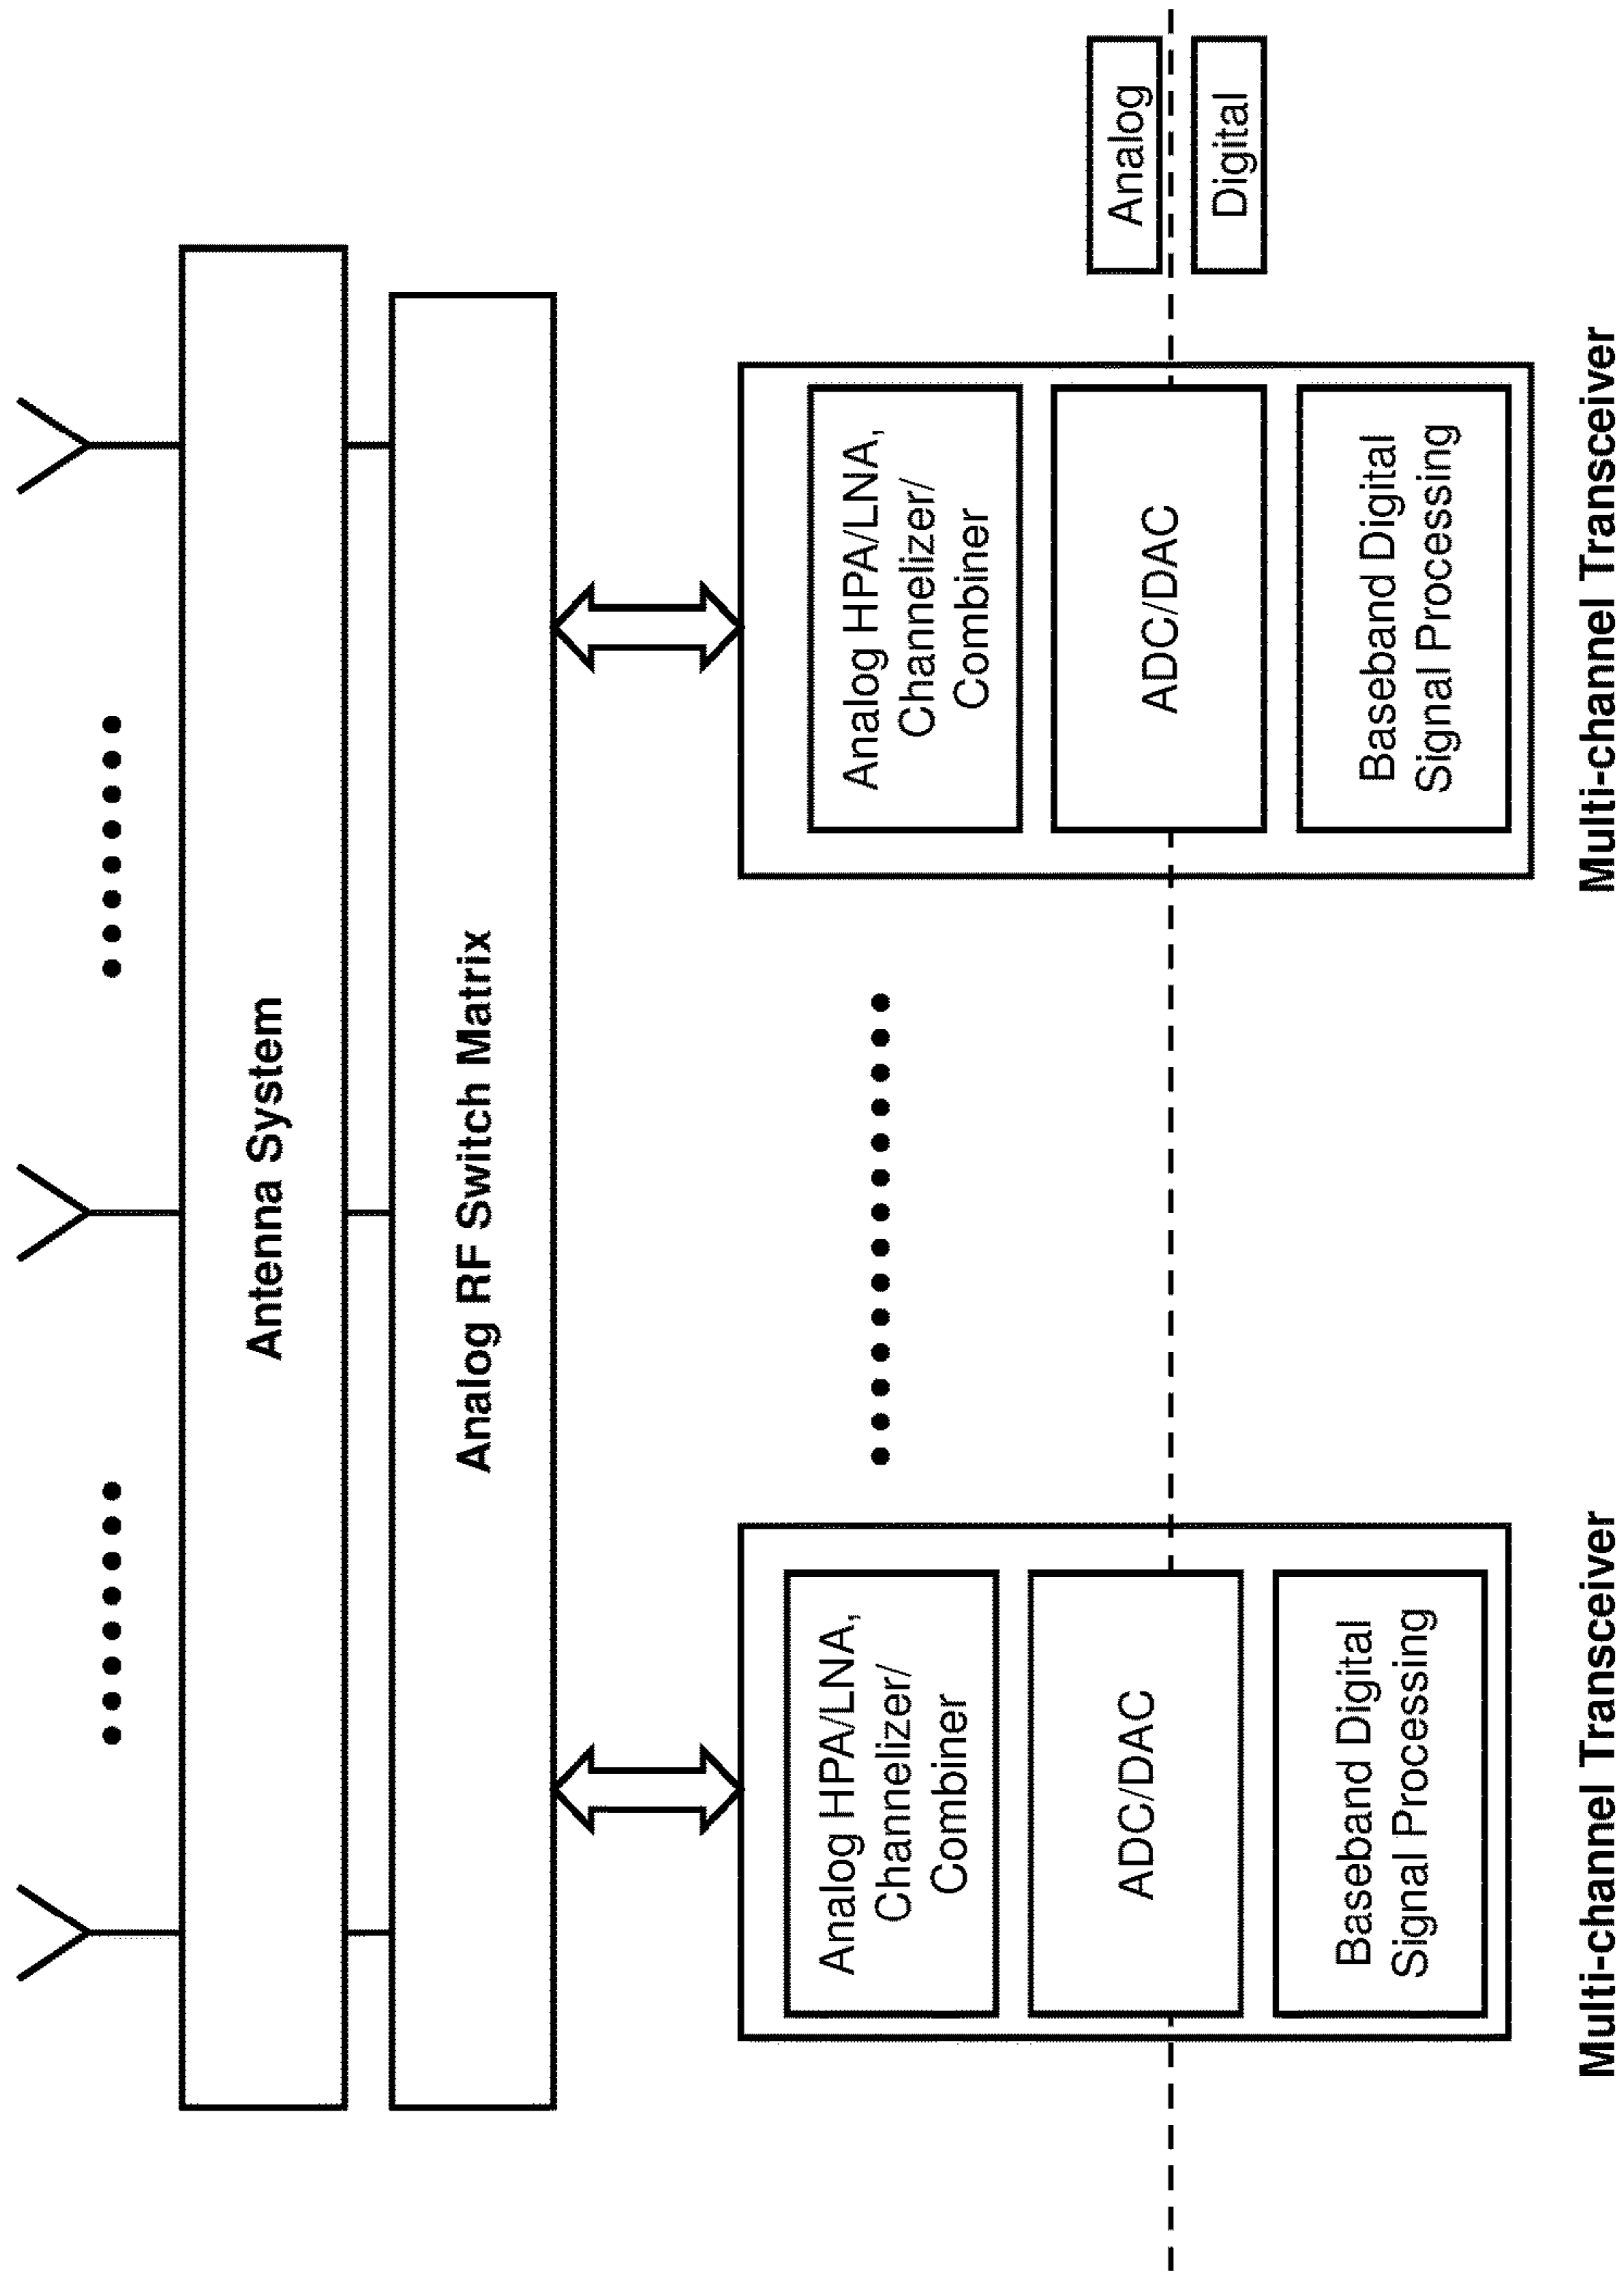 Antenna System
Analog RF Switch Matrix
Analog HPA/LNA,
Channelizer/
Combiner
ADC/DAC
Baseband Digital
Signal Processing
Multi-channel Transceiver
Analog HPA/LNA,
Channelizer/
Combiner
ADC/DAC
Baseband Digital
Signal Processing
Multi-channel Transceiver
Analog
Digital